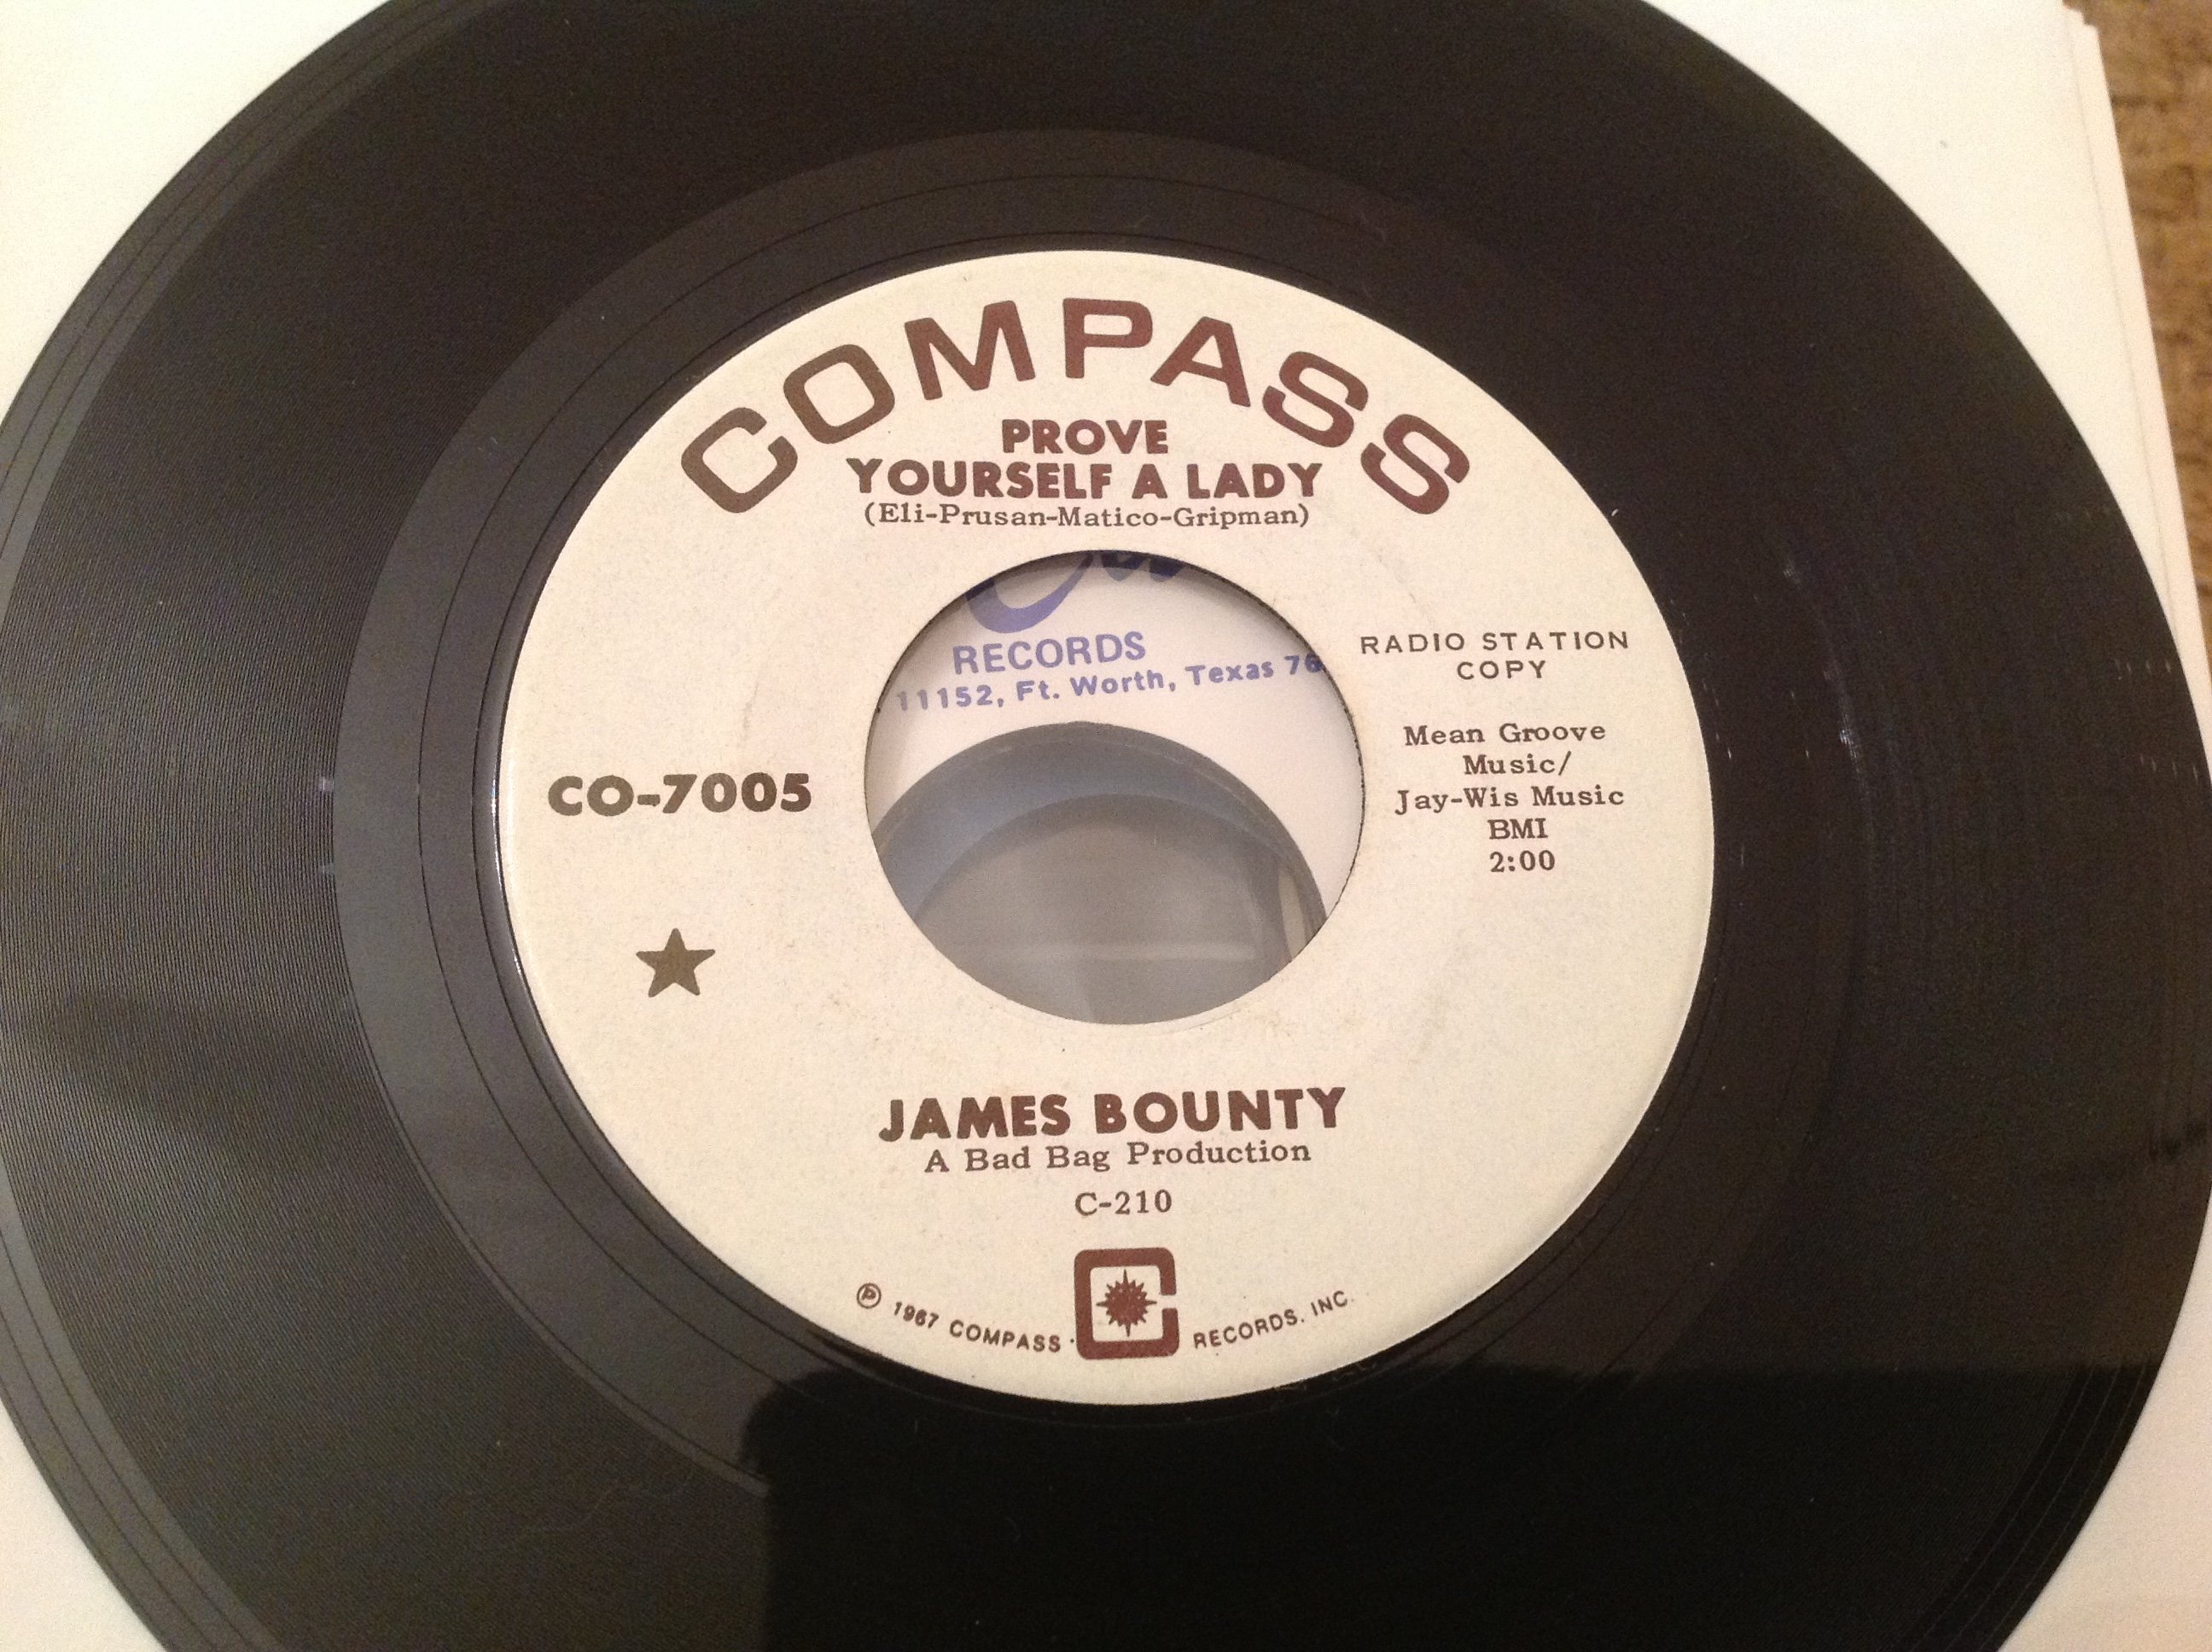 COMPASS
PROVE
YOURSELF A LADY
(Eli-Prusan-Matico-Gripman)
RECORDS
11152, Ft. Worth, Texas 76
RADIO STATION
COPY
Mean Groove
Music/
Jay-Wis Music
BMI
2:00
CO-7005
JAMES BOUNTY
A Bad Bag Production
C-210
℗ 1967 COMPASS RECORDS, INC.